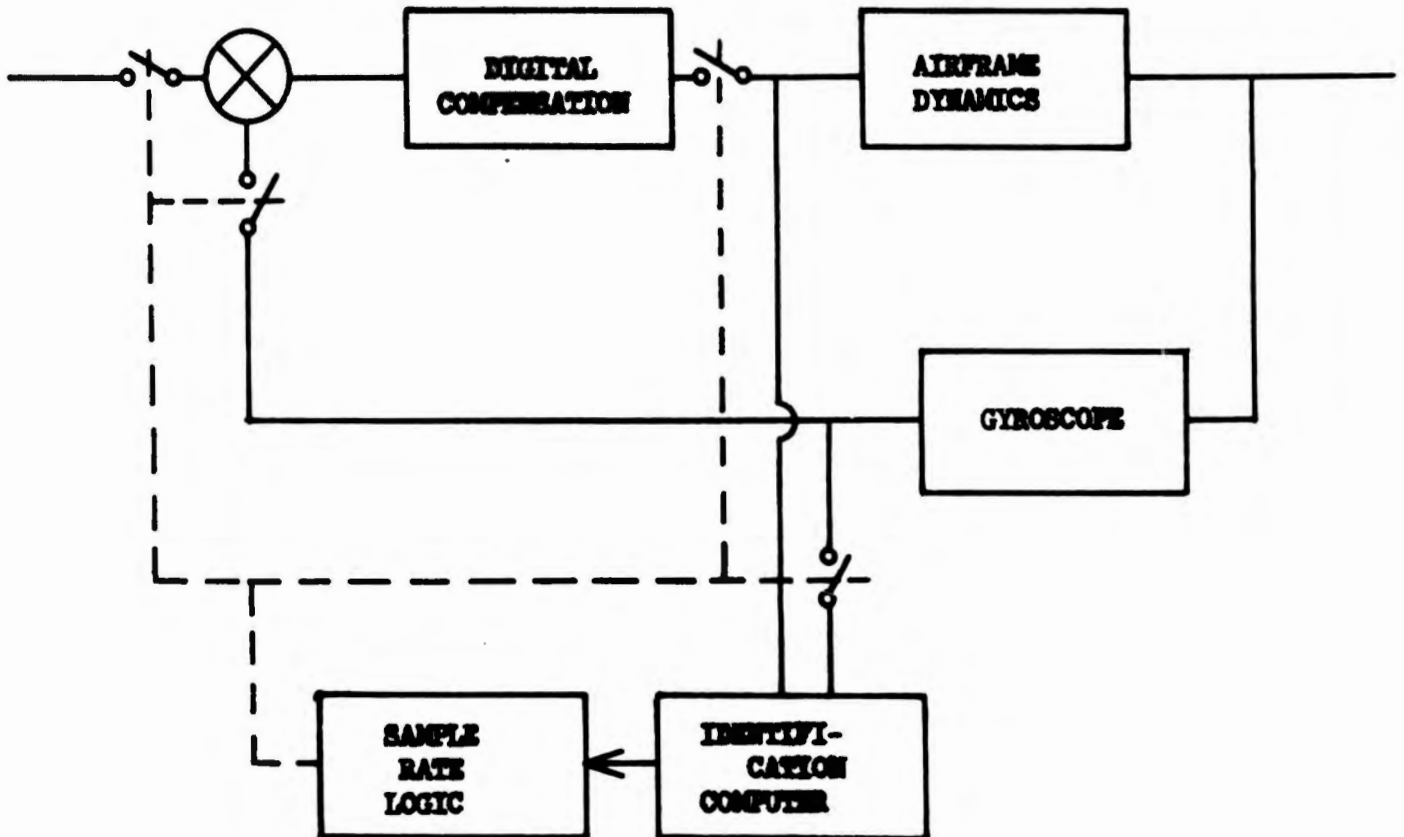 DIGITAL
COMPENSATION
AIRFRAME
DYNAMICS
GYROSCOPE
SAMPLE
RATE
LOGIC
IDENTIFI-
CATION
COMPUTER